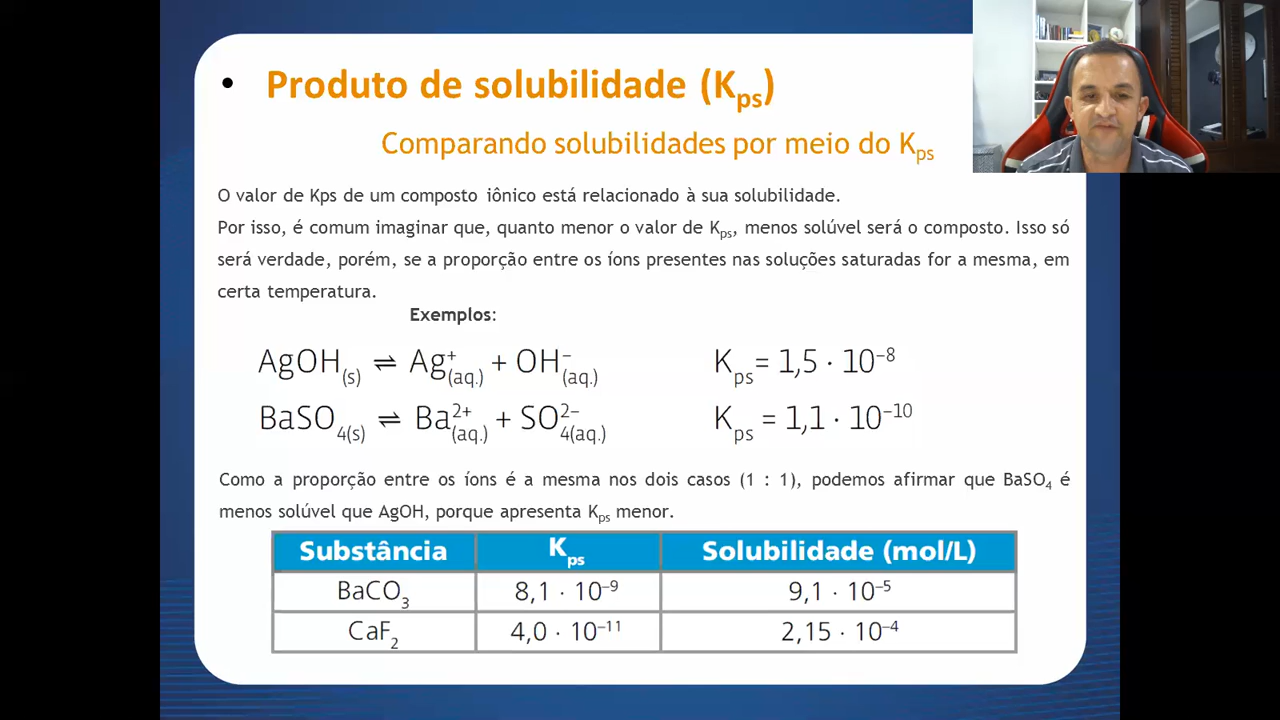 • Produto de solubilidade (Kps)
Comparando solubilidades por meio do Kps
O valor de Kps de um composto iônico está relacionado à sua solubilidade.
Por isso, é comum imaginar que, quanto menor o valor de Kps, menos solúvel será o composto. Isso só
será verdade, porém, se a proporção entre os íons presentes nas soluções saturadas for a mesma, em
certa temperatura.
Exemplos:
AgOH(s) ⇌ Ag⁺(aq.) + OH⁻(aq.) Kps = 1,5 · 10⁻⁸
BaSO₄(s) ⇌ Ba²⁺(aq.) + SO₄²⁻(aq.) Kps = 1,1 · 10⁻¹⁰
Como a proporção entre os íons é a mesma nos dois casos (1 : 1), podemos afirmar que BaSO₄ é
menos solúvel que AgOH, porque apresenta Kps menor.
Substância Kps Solubilidade (mol/L)
BaCO₃ 8,1 · 10⁻⁹ 9,1 · 10⁻⁵
CaF₂ 4,0 · 10⁻¹¹ 2,15 · 10⁻⁴